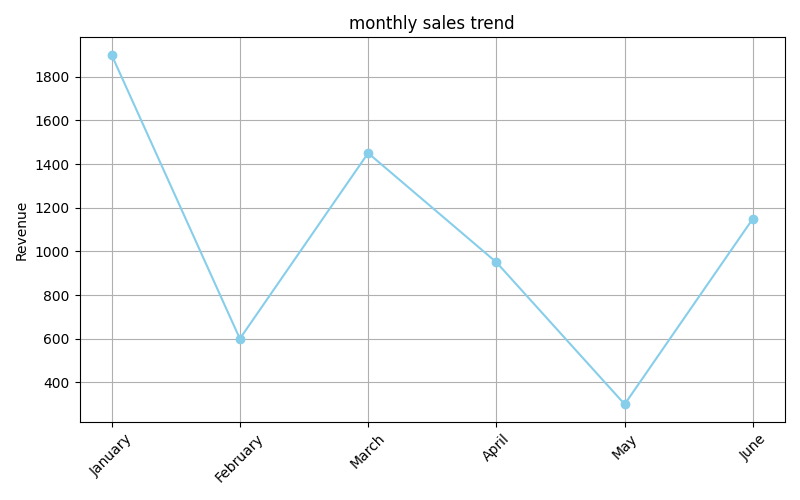 monthly sales trend
Revenue
1800
1600
1400
1200
1000
800
600
400
January
February
March
April
May
June